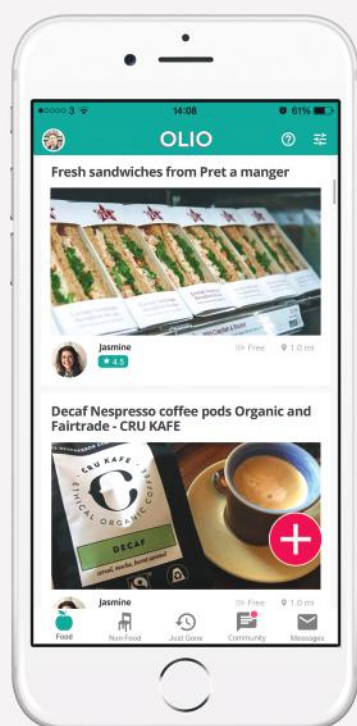 3
14:08
61%
OLIO
Fresh sandwiches from Pret a manger
Jasmine
Free
1.0 mi
★ 4.5
Decaf Nespresso coffee pods Organic and
Fairtrade - CRU KAFE
CRU KAFE
ETHICAL ORGANIC COFFEE
DECAF
Jasmine
Free
1.0 mi
Food
Non-Food
Just Gone
Community
Messages